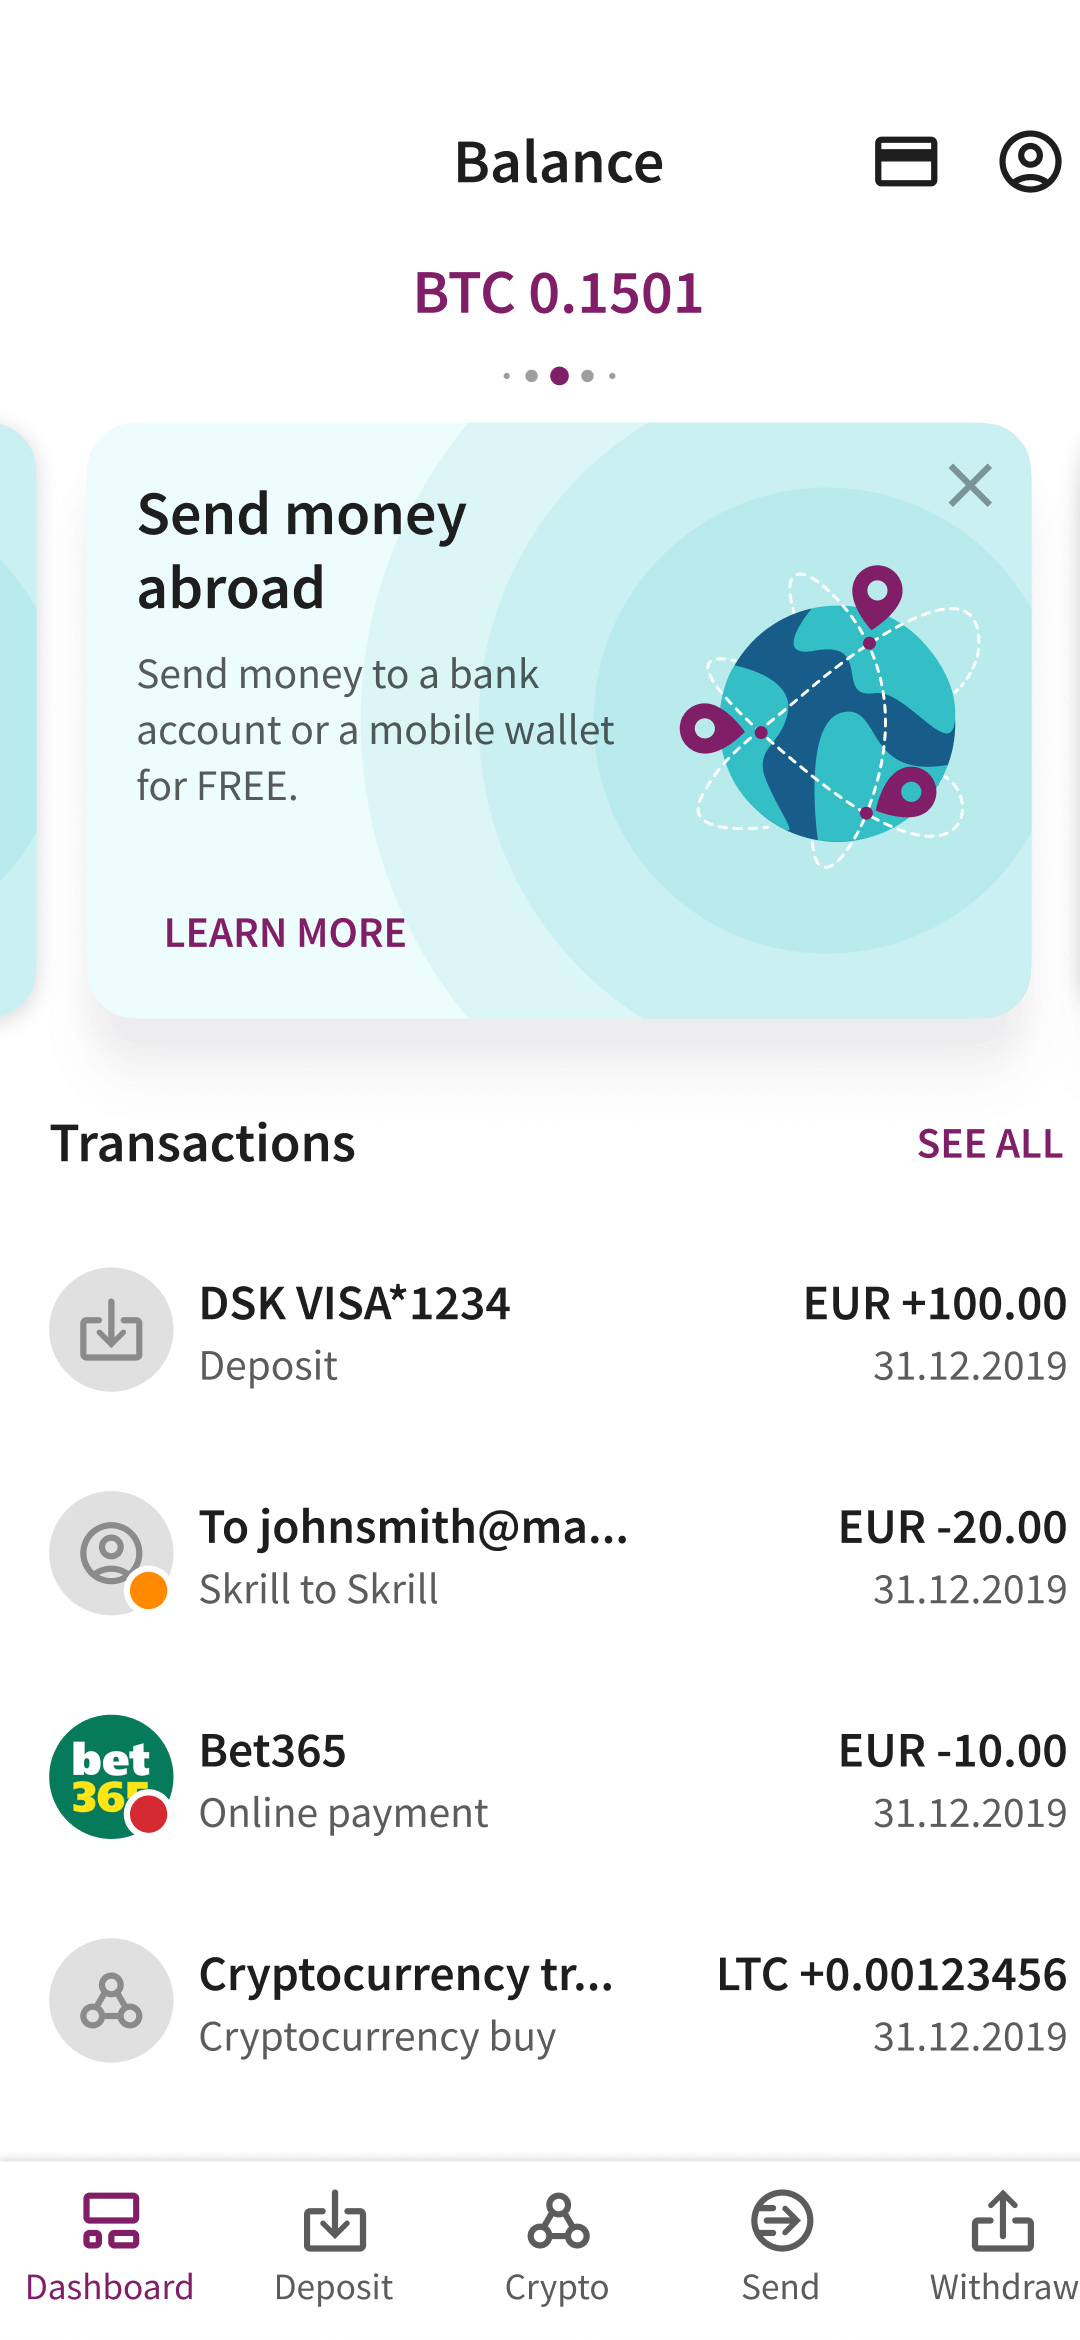 Balance
BTC 0.1501
Send money
abroad
Send money to a bank
account or a mobile wallet
for FREE.
LEARN MORE
Transactions
SEE ALL
DSK VISA*1234
EUR +100.00
Deposit
31.12.2019
To johnsmith@ma...
EUR -20.00
Skrill to Skrill
31.12.2019
bet
365
Bet365
EUR -10.00
Online payment
31.12.2019
Cryptocurrency tr...
LTC +0.00123456
Cryptocurrency buy
31.12.2019
Dashboard
Deposit
Crypto
Send
Withdraw